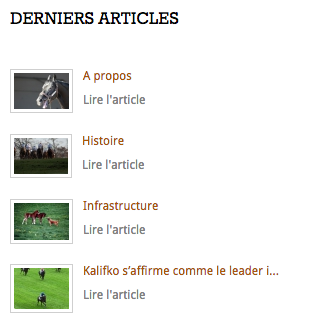 DERNIERS ARTICLES
A propos
Lire l'article
Histoire
Lire l'article
Infrastructure
Lire l'article
Kalifko s’affirme comme le leader i...
Lire l'article